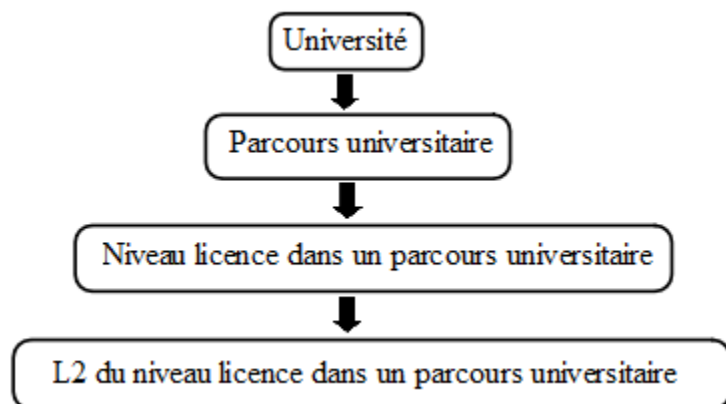 Université
Parcours universitaire
Niveau licence dans un parcours universitaire
L2 du niveau licence dans un parcours universitaire